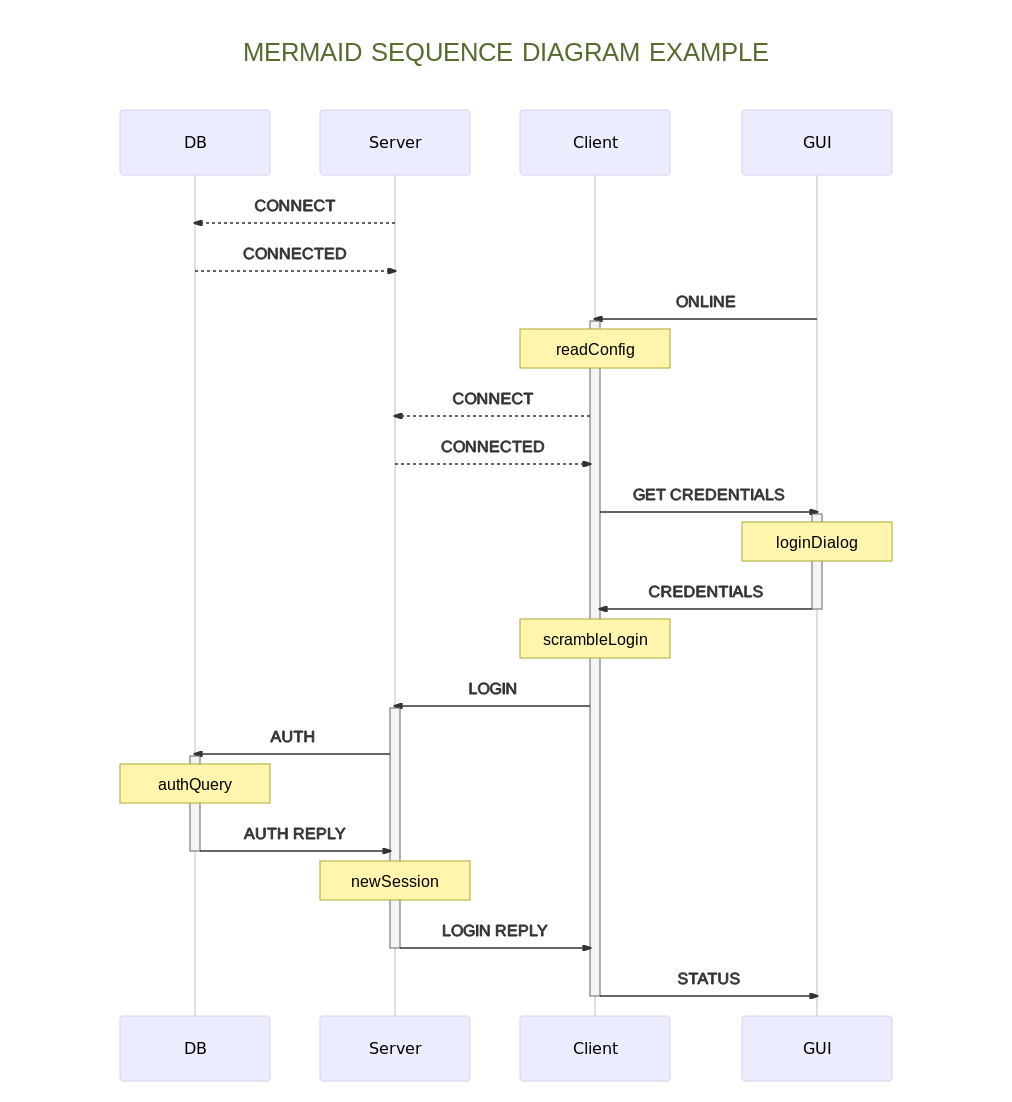 MERMAID SEQUENCE DIAGRAM EXAMPLE
DB
Server
Client
GUI
CONNECT
CONNECTED
ONLINE
readConfig
CONNECT
CONNECTED
GET CREDENTIALS
loginDialog
CREDENTIALS
scrambleLogin
LOGIN
AUTH
authQuery
AUTH REPLY
newSession
LOGIN REPLY
STATUS
DB
Server
Client
GUI